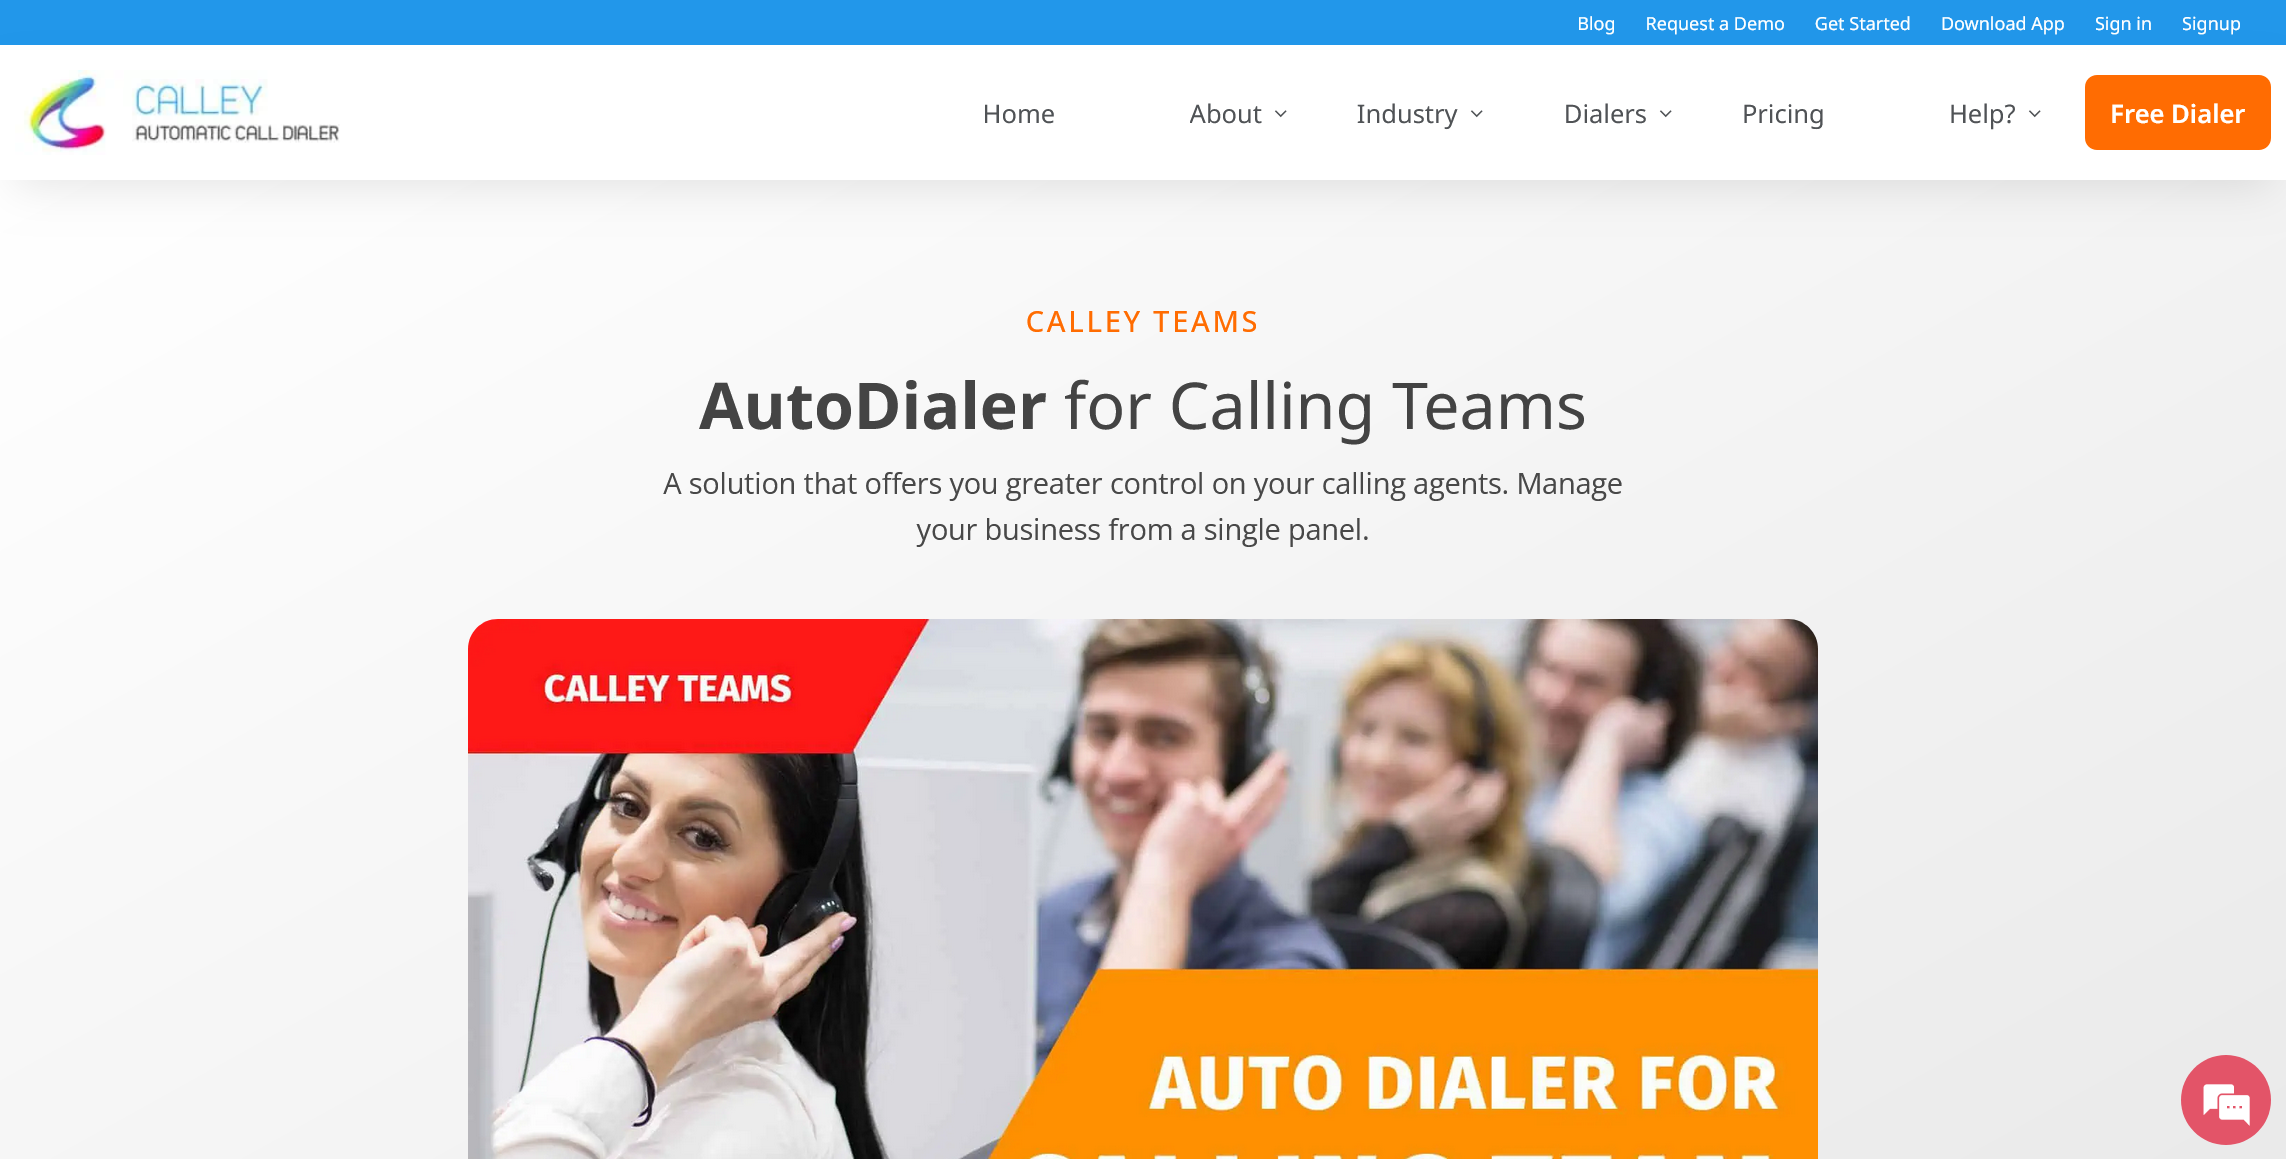 Blog Request a Demo Get Started Download App Sign in Signup
CALLEY
AUTOMATIC CALL DIALER
Home About Industry Dialers Pricing Help? Free Dialer
CALLEY TEAMS
AutoDialer for Calling Teams
A solution that offers you greater control on your calling agents. Manage
your business from a single panel.
CALLEY TEAMS
AUTO DIALER FOR